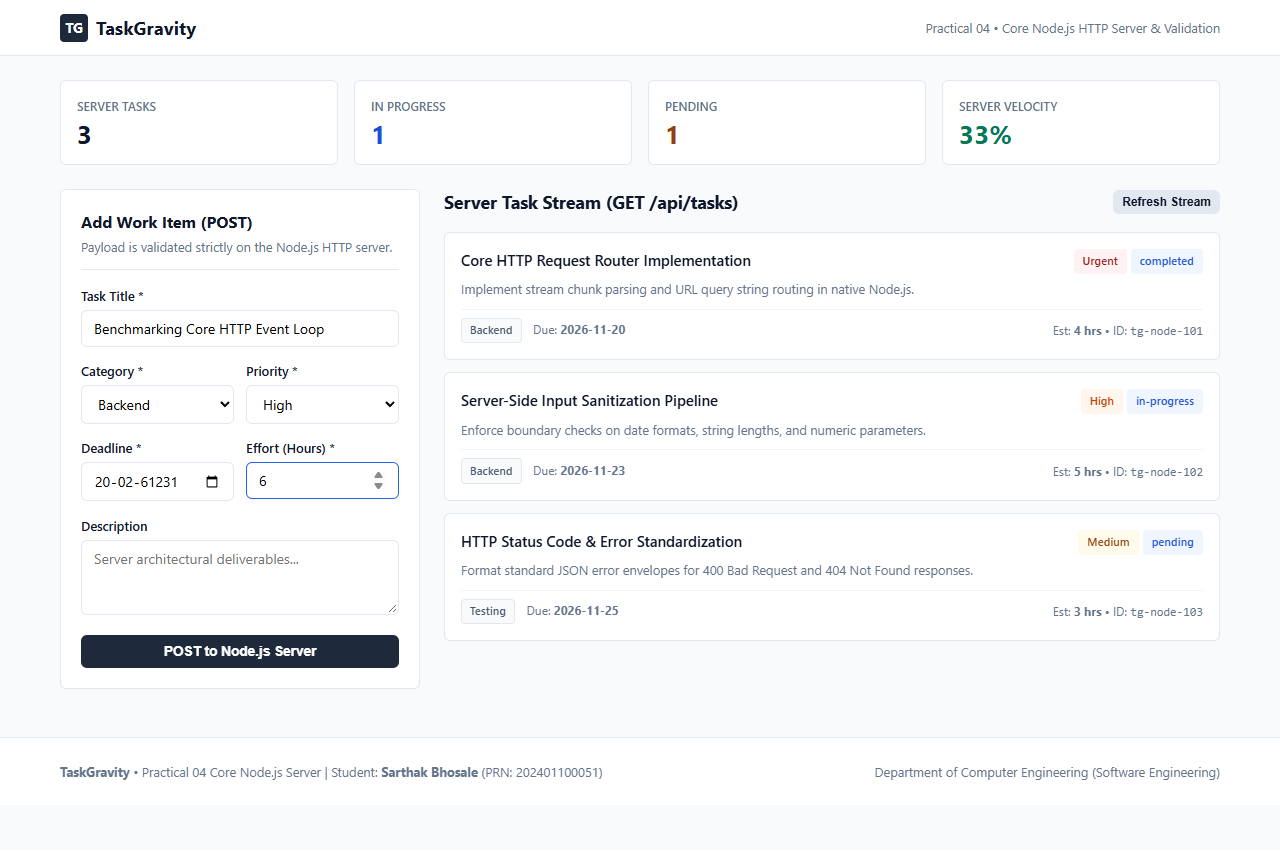 TG TaskGravity
Practical 04 • Core Node.js HTTP Server & Validation
SERVER TASKS
3
IN PROGRESS
1
PENDING
1
SERVER VELOCITY
33%
Add Work Item (POST)
Payload is validated strictly on the Node.js HTTP server.
Task Title *
Benchmarking Core HTTP Event Loop
Category *
Backend
Priority *
High
Deadline *
20-02-61231
Effort (Hours) *
6
Description
Server architectural deliverables...
POST to Node.js Server
Server Task Stream (GET /api/tasks)
Refresh Stream
Core HTTP Request Router Implementation
Urgent completed
Implement stream chunk parsing and URL query string routing in native Node.js.
Backend Due: 2026-11-20
Est: 4 hrs • ID: tg-node-101
Server-Side Input Sanitization Pipeline
High in-progress
Enforce boundary checks on date formats, string lengths, and numeric parameters.
Backend Due: 2026-11-23
Est: 5 hrs • ID: tg-node-102
HTTP Status Code & Error Standardization
Medium pending
Format standard JSON error envelopes for 400 Bad Request and 404 Not Found responses.
Testing Due: 2026-11-25
Est: 3 hrs • ID: tg-node-103
TaskGravity • Practical 04 Core Node.js Server | Student: Sarthak Bhosale (PRN: 202401100051)
Department of Computer Engineering (Software Engineering)